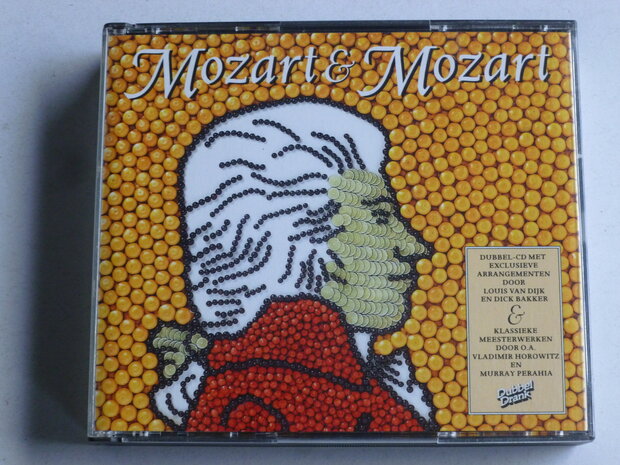 Mozart & Mozart
DUBBEL-CD MET
EXCLUSIEVE
ARRANGEMENTEN
DOOR
LOUIS VAN DIJK
EN DICK BAKKER
&
KLASSIEKE
MEESTERWERKEN
DOOR O.A.
VLADIMIR HOROWITZ
EN
MURRAY PERAHIA
Dubbel
Drank